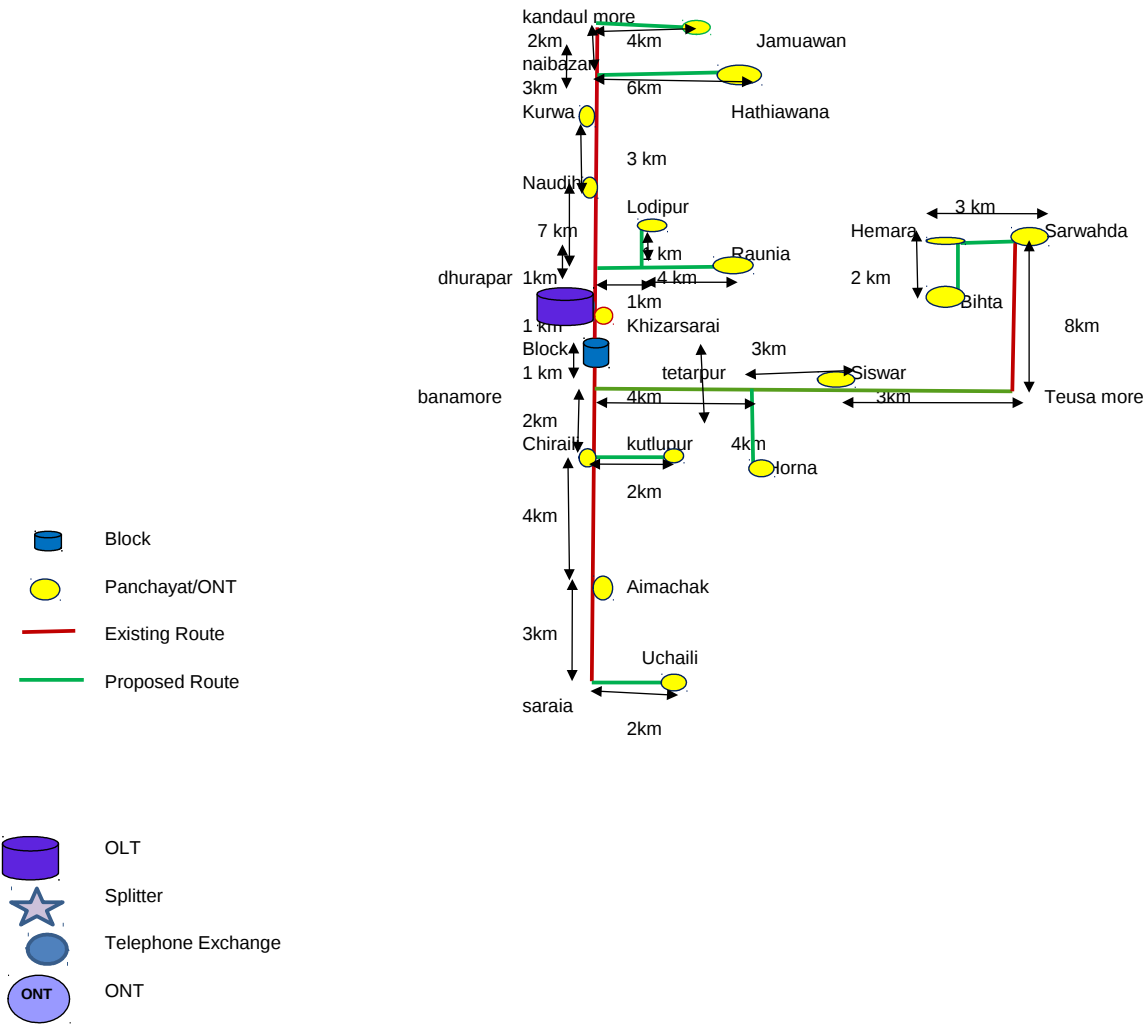 kandaul more
2km
4km
Jamuawan
naibazar
3km
6km
Kurwa
Hathiawana
3 km
Naudih
Lodipur
3 km
7 km
Hemara
Sarwahda
km
Raunia
dhurapar
1km
4 km
2 km
1km
Bihta
1 km
Khizarsarai
8km
Block
3km
1 km
tetarpur
Siswar
banamore
4km
3km
Teusa more
2km
Chiraili
kutlupur
4km
Horna
2km
4km
Block
Panchayat/ONT
Aimachak
Existing Route
3km
Uchaili
Proposed Route
saraia
2km
OLT
Splitter
Telephone Exchange
ONT
ONT